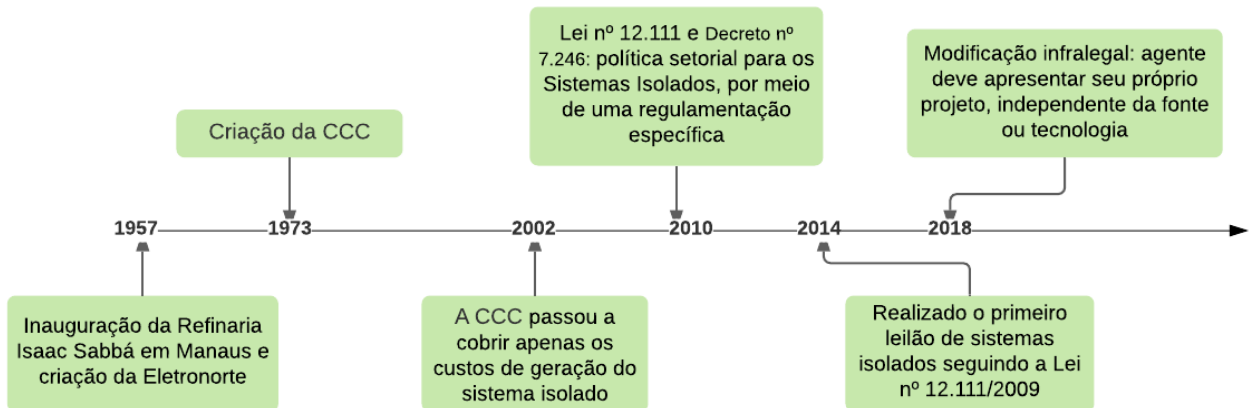 Criação da CCC
Lei nº 12.111 e Decreto nº
7.246: política setorial para os
Sistemas Isolados, por meio
de uma regulamentação
específica
Modificação infralegal: agente
deve apresentar seu próprio
projeto, independente da fonte
ou tecnologia
1957
1973
2002
2010
2014
2018
Inauguração da Refinaria
Isaac Sabbá em Manaus e
criação da Eletronorte
A CCC passou a
cobrir apenas os
custos de geração do
sistema isolado
Realizado o primeiro
leilão de sistemas
isolados seguindo a Lei
nº 12.111/2009